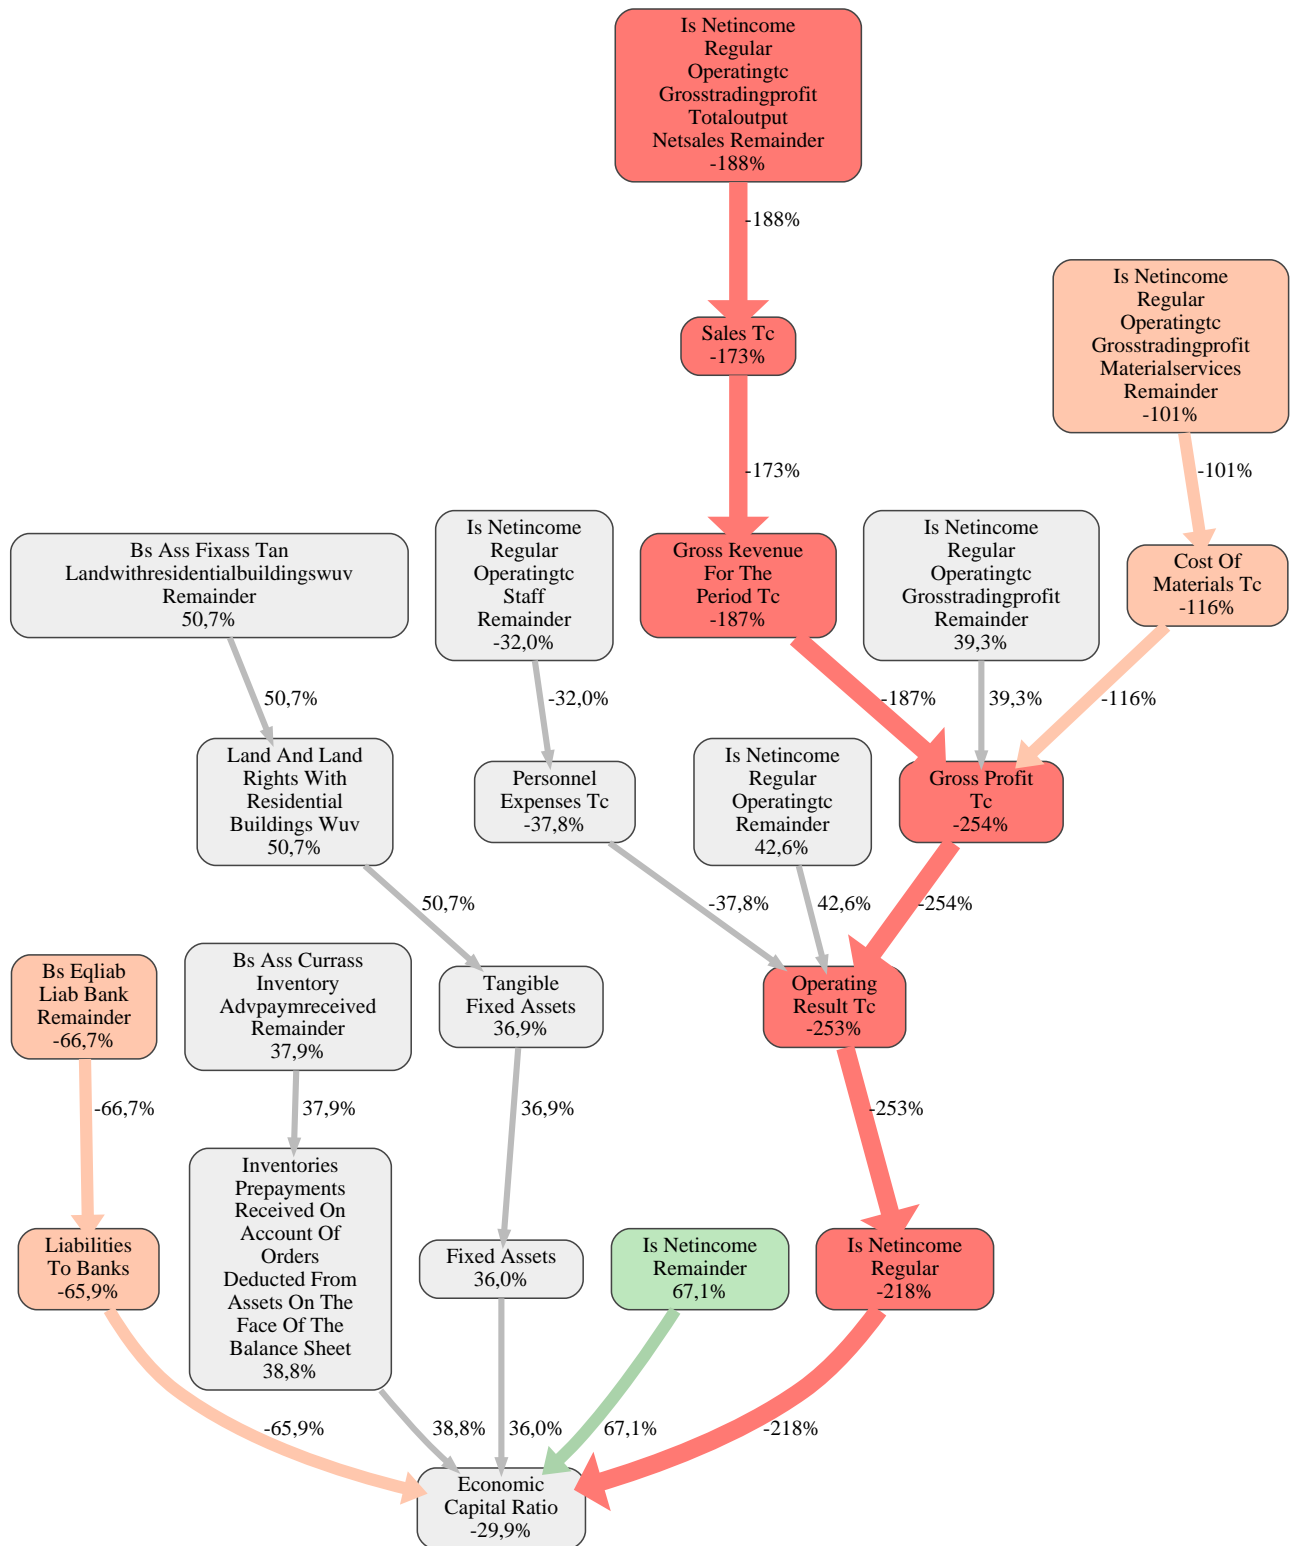 Is Netincome
Regular
Operatingtc
Grosstradingprofit
Totaloutput
Netsales Remainder
-188%
-188%
Is Netincome
Regular
Operatingtc
Grosstradingprofit
Materialservices
Remainder
-101%
Sales Tc
-173%
-173%
-101%
Bs Ass Fixass Tan
Landwithresidentialbuildingswuv
Remainder
50,7%
Is Netincome
Regular
Operatingtc
Staff
Remainder
-32,0%
Gross Revenue
For The
Period Tc
-187%
Is Netincome
Regular
Operatingtc
Grosstradingprofit
Remainder
39,3%
Cost Of
Materials Tc
-116%
50,7%
-32,0%
-187%
39,3%
-116%
Land And Land
Rights With
Residential
Buildings Wuv
50,7%
Personnel
Expenses Tc
-37,8%
Is Netincome
Regular
Operatingtc
Remainder
42,6%
Gross Profit
Tc
-254%
50,7%
-37,8%
42,6%
-254%
Bs Eqliab
Liab Bank
Remainder
-66,7%
Bs Ass Currass
Inventory
Advpaymreceived
Remainder
37,9%
Tangible
Fixed Assets
36,9%
Operating
Result Tc
-253%
-66,7%
37,9%
36,9%
-253%
Liabilities
To Banks
-65,9%
Inventories
Prepayments
Received On
Account Of
Orders
Deducted From
Assets On The
Face Of The
Balance Sheet
38,8%
Fixed Assets
36,0%
Is Netincome
Remainder
67,1%
Is Netincome
Regular
-218%
-65,9%
38,8%
36,0%
67,1%
-218%
Economic
Capital Ratio
-29,9%